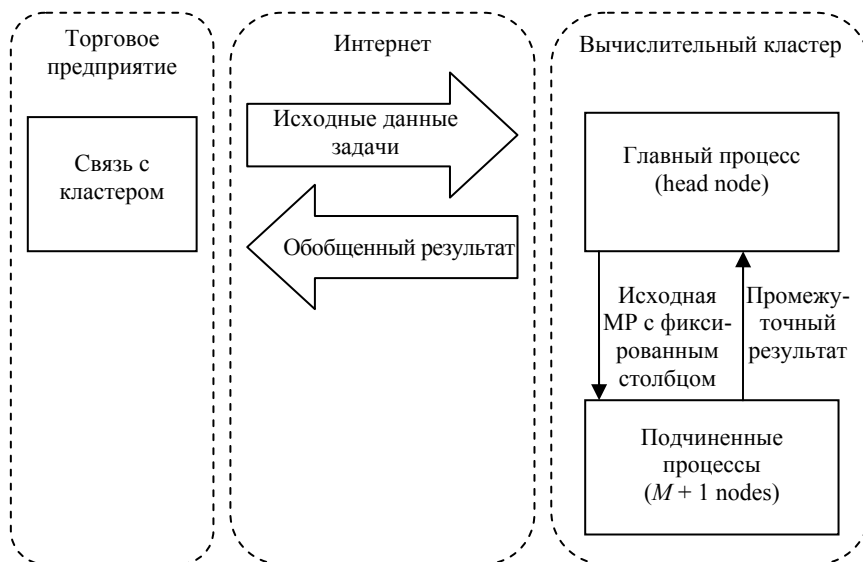 Торговое
предприятие
Связь с
кластером
Интернет
Исходные данные
задачи
Обобщенный результат
Вычислительный кластер
Главный процесс
(head node)
Исходная
МР с фикси-
рованным
столбцом
Промежу-
точный
результат
Подчиненные
процессы
(M + 1 nodes)